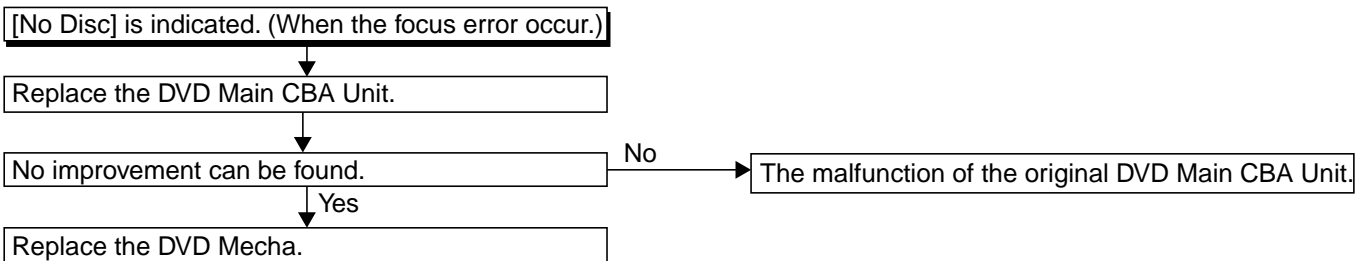 [No Disc] is indicated. (When the focus error occur.)
Replace the DVD Main CBA Unit.
No improvement can be found.
No
The malfunction of the original DVD Main CBA Unit.
Yes
Replace the DVD Mecha.